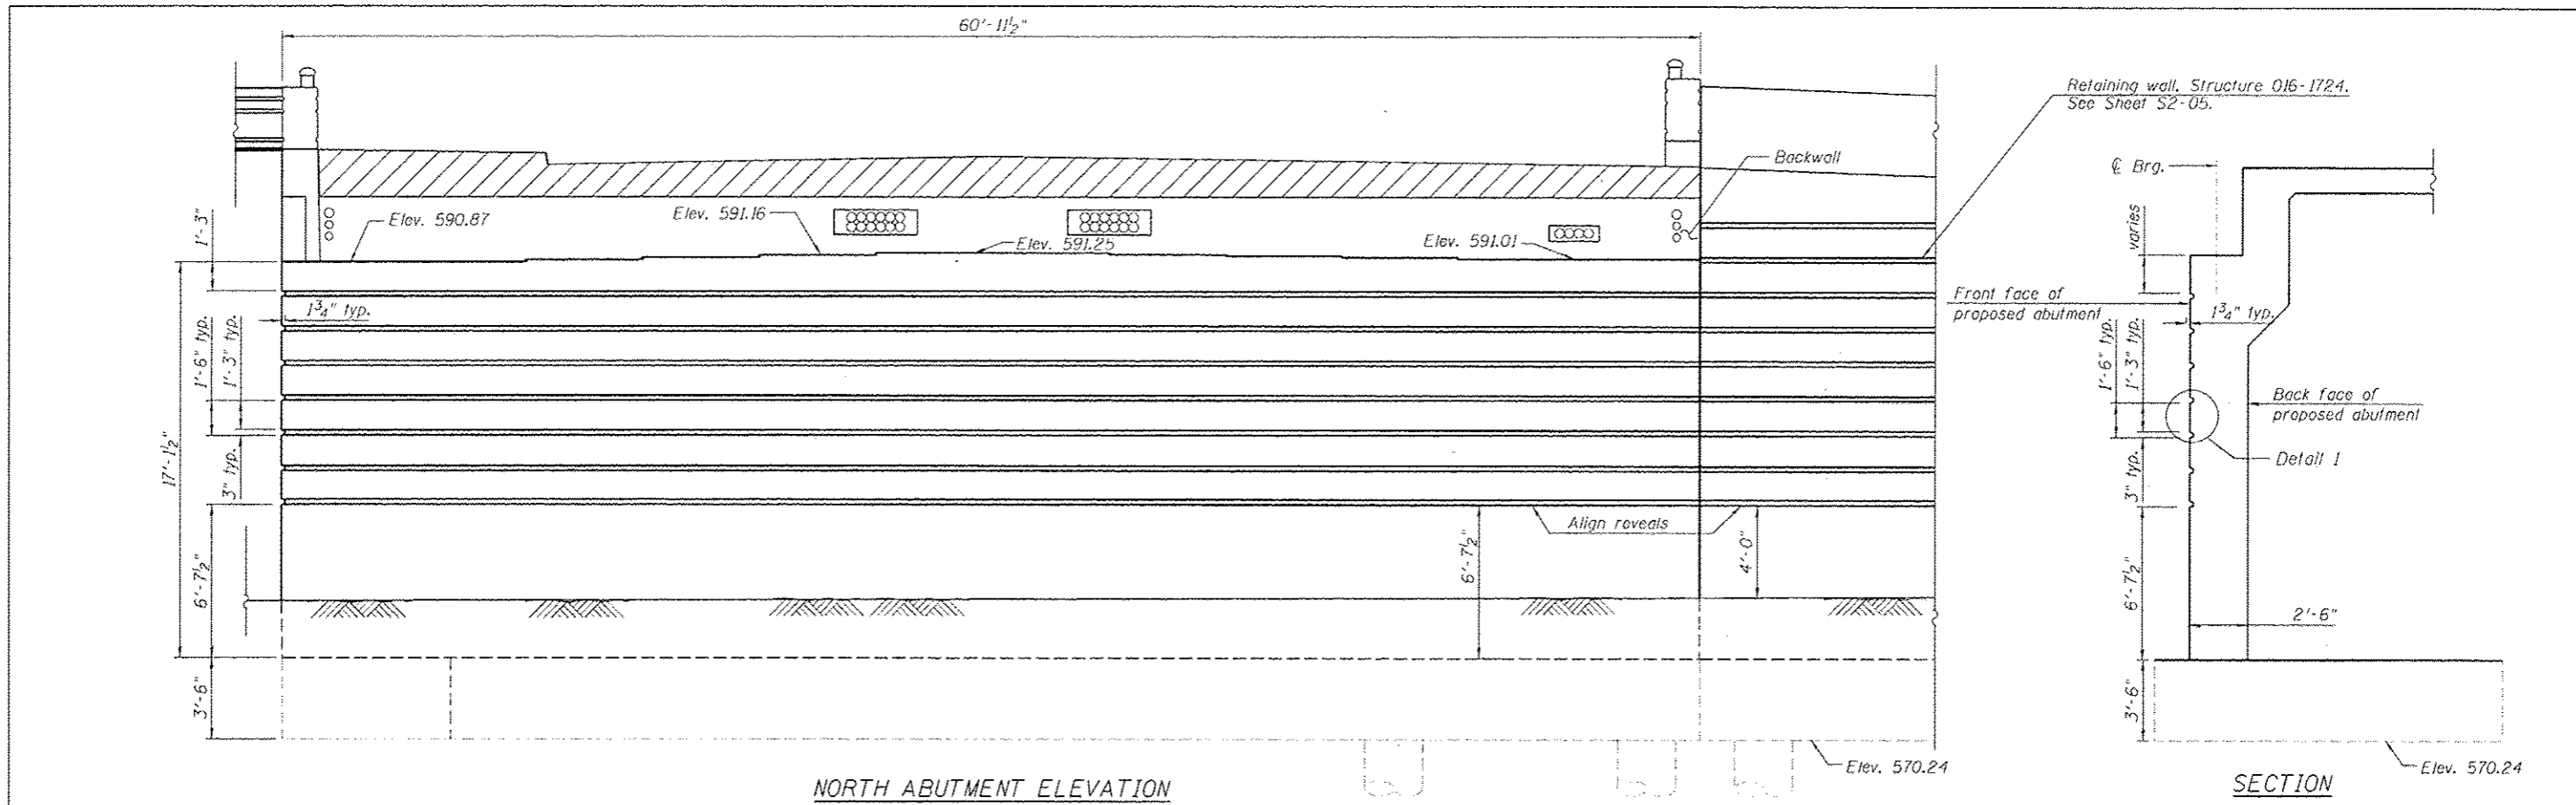 60'-11½"
Retaining wall, Structure 016-1724.
See Sheet S2-05.
Backwall
℄ Brg.
1'-3"
Elev. 590.87
Elev. 591.16
Elev. 591.25
Elev. 591.01
varies
Front face of
proposed abutment
1¾" typ.
1¾" typ.
1'-6" typ.
1'-3" typ.
1'-6" typ.
1'-3" typ.
Back face of
proposed abutment
17'-1½"
3" typ.
Detail 1
3" typ.
Align reveals
6'-7½"
6'-7½"
4'-0"
6'-7½"
2'-6"
3'-6"
3'-6"
Elev. 570.24
Elev. 570.24
NORTH ABUTMENT ELEVATION
SECTION